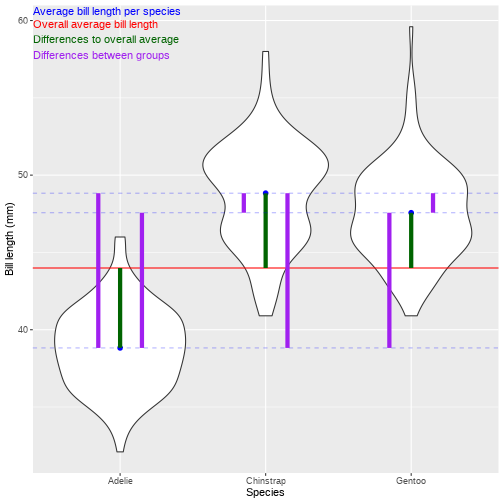 Average bill length per species
Overall average bill length
Differences to overall average
Differences between groups
60
50
40
Bill length (mm)
Adelie
Chinstrap
Gentoo
Species